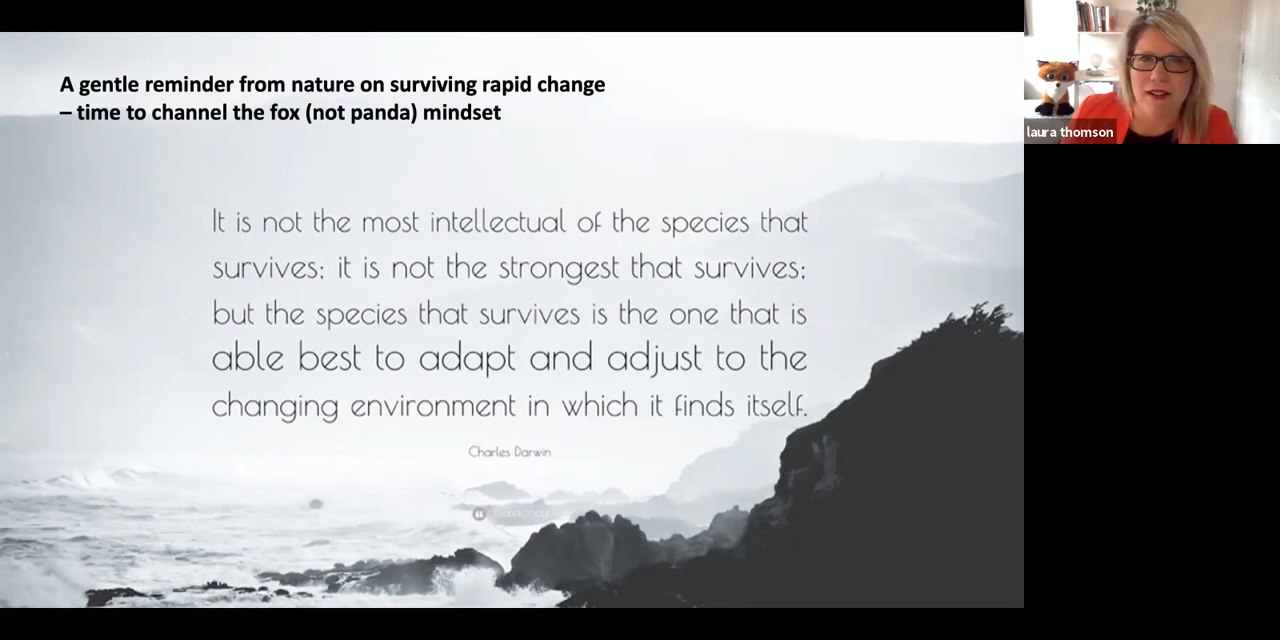 A gentle reminder from nature on surviving rapid change
– time to channel the fox (not panda) mindset
It is not the most intellectual of the species that
survives; it is not the strongest that survives;
but the species that survives is the one that is
able best to adapt and adjust to the
changing environment in which it finds itself.
Charles Darwin
laura thomson